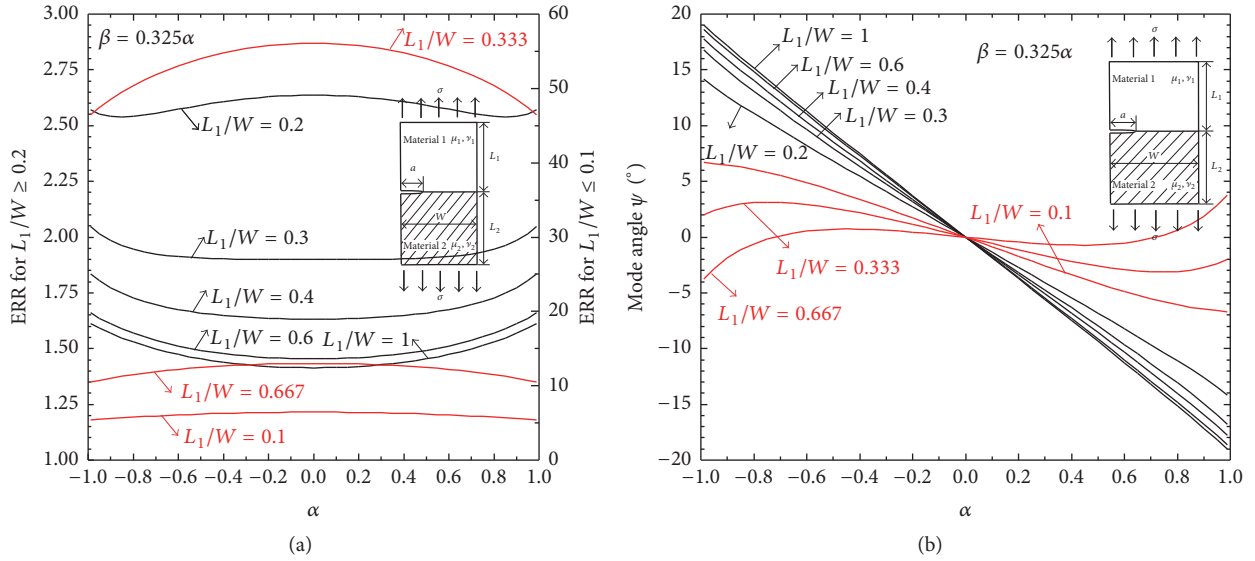 β = 0.325α
L₁/W = 0.333
L₁/W = 0.2
L₁/W = 0.3
L₁/W = 0.4
L₁/W = 0.6
L₁/W = 1
L₁/W = 0.667
L₁/W = 0.1
σ
Material 1 μ₁, ν₁
L₁
a
W
L₂
Material 2 μ₂, ν₂
σ
ERR for L₁/W ≥ 0.2
3.00
2.75
2.50
2.25
2.00
1.75
1.50
1.25
1.00
60
50
40
30
20
10
0
ERR for L₁/W ≤ 0.1
−1.0 −0.8 −0.6 −0.4 −0.2 0.0 0.2 0.4 0.6 0.8 1.0
α
(a)
β = 0.325α
L₁/W = 1
L₁/W = 0.6
L₁/W = 0.4
L₁/W = 0.3
L₁/W = 0.2
L₁/W = 0.1
L₁/W = 0.333
L₁/W = 0.667
σ
Material 1 μ₁, ν₁
L₁
a
W
L₂
Material 2 μ₂, ν₂
σ
Mode angle ψ (°)
20
15
10
5
0
−5
−10
−15
−20
−1.0 −0.8 −0.6 −0.4 −0.2 0.0 0.2 0.4 0.6 0.8 1.0
α
(b)